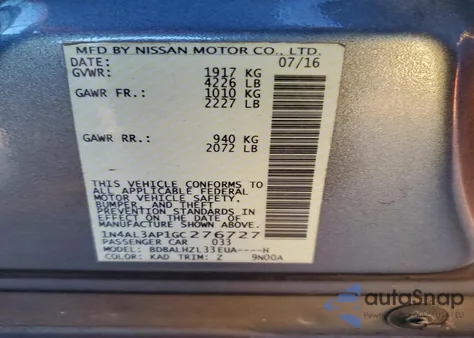 MFD BY NISSAN MOTOR CO., LTD.
DATE: 07/16
GVWR: 1917 KG
4226 LB
GAWR FR.: 1010 KG
2227 LB
GAWR RR.: 940 KG
2072 LB
THIS VEHICLE CONFORMS TO ALL
APPLICABLE FEDERAL
MOTOR VEHICLE SAFETY,
BUMPER, AND THEFT
PREVENTION STANDARDS
IN EFFECT ON THE DATE OF
MANUFACTURE SHOWN ABOVE.
1N4AL3AP1GC276727
PASSENGER CAR 033
MODEL: BDBALHZL33EUA----H
COLOR: KAD TRIM: Z 9N00A
autoSnap